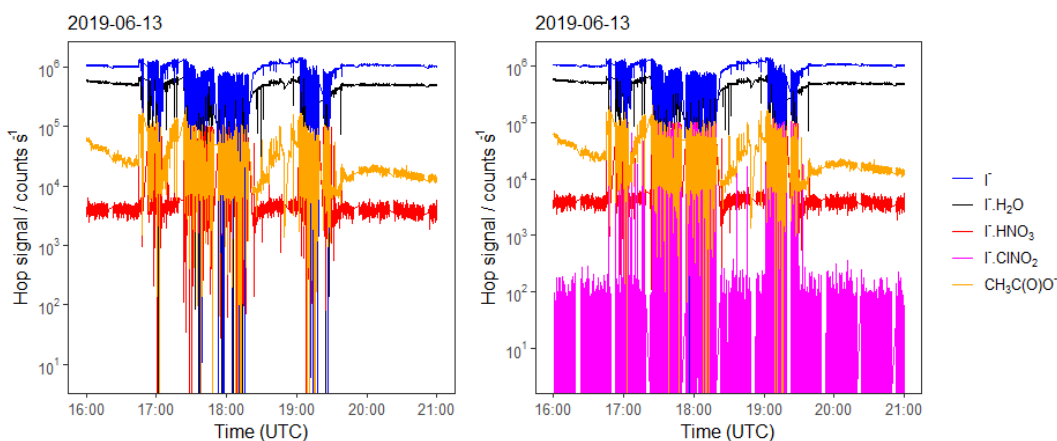 2019-06-13
Hop signal / counts s⁻¹
10⁶
10⁵
10⁴
10³
10²
10¹
16:00 17:00 18:00 19:00 20:00 21:00
Time (UTC)
2019-06-13
Hop signal / counts s⁻¹
10⁶
10⁵
10⁴
10³
10²
10¹
16:00 17:00 18:00 19:00 20:00 21:00
Time (UTC)
I⁻
I⁻.H₂O
I⁻.HNO₃
I⁻.ClNO₂
CH₃C(O)O⁻